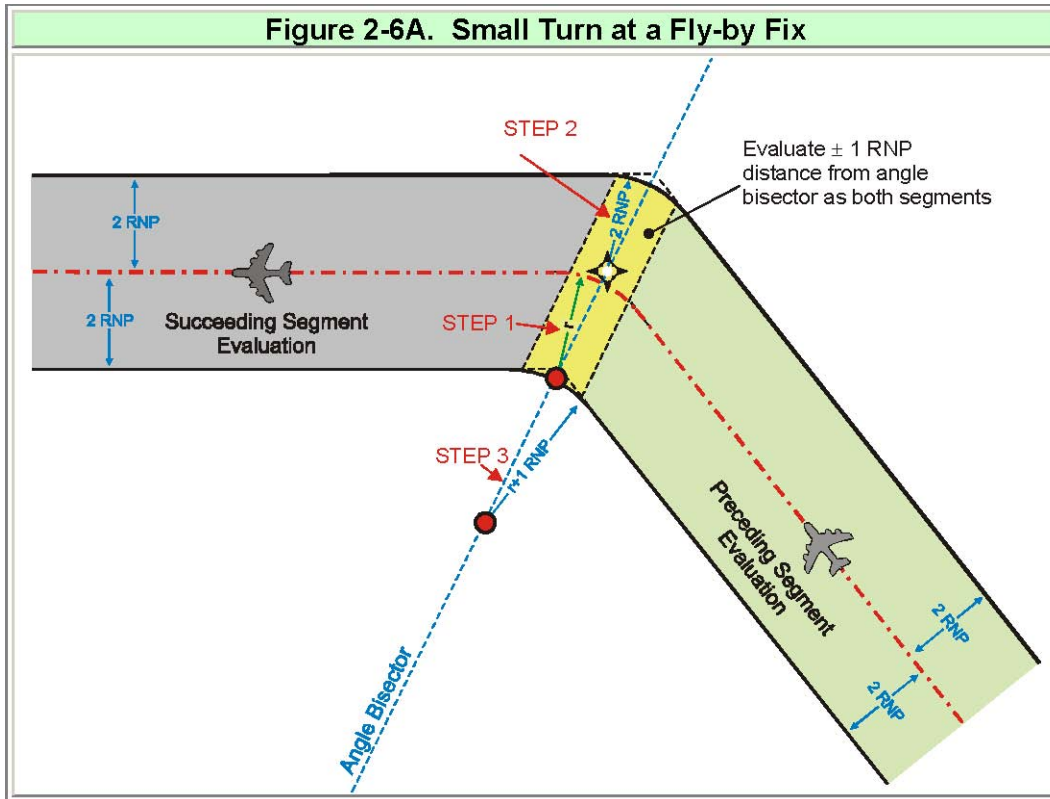 Figure 2-6A. Small Turn at a Fly-by Fix
STEP 2
Evaluate ± 1 RNP
distance from angle
bisector as both segments
2 RNP
2 RNP
2 RNP
Succeeding Segment
Evaluation
STEP 1
r
STEP 3
r+1 RNP
Preceding Segment
Evaluation
2 RNP
2 RNP
Angle Bisector